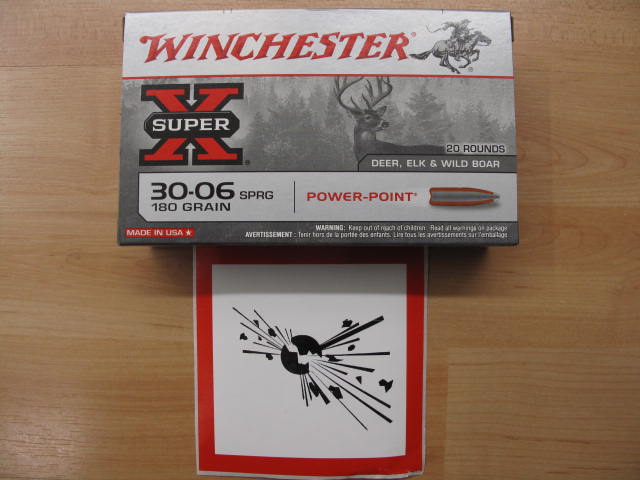 WINCHESTER®
SUPER X®
20 ROUNDS
DEER, ELK & WILD BOAR
30-06 SPRG
180 GRAIN
POWER-POINT®
MADE IN USA ★
WARNING: Keep out of reach of children. Read all warnings on package
AVERTISSEMENT : Tenir hors de la portée des enfants. Lire tous les avertissements sur l'emballage